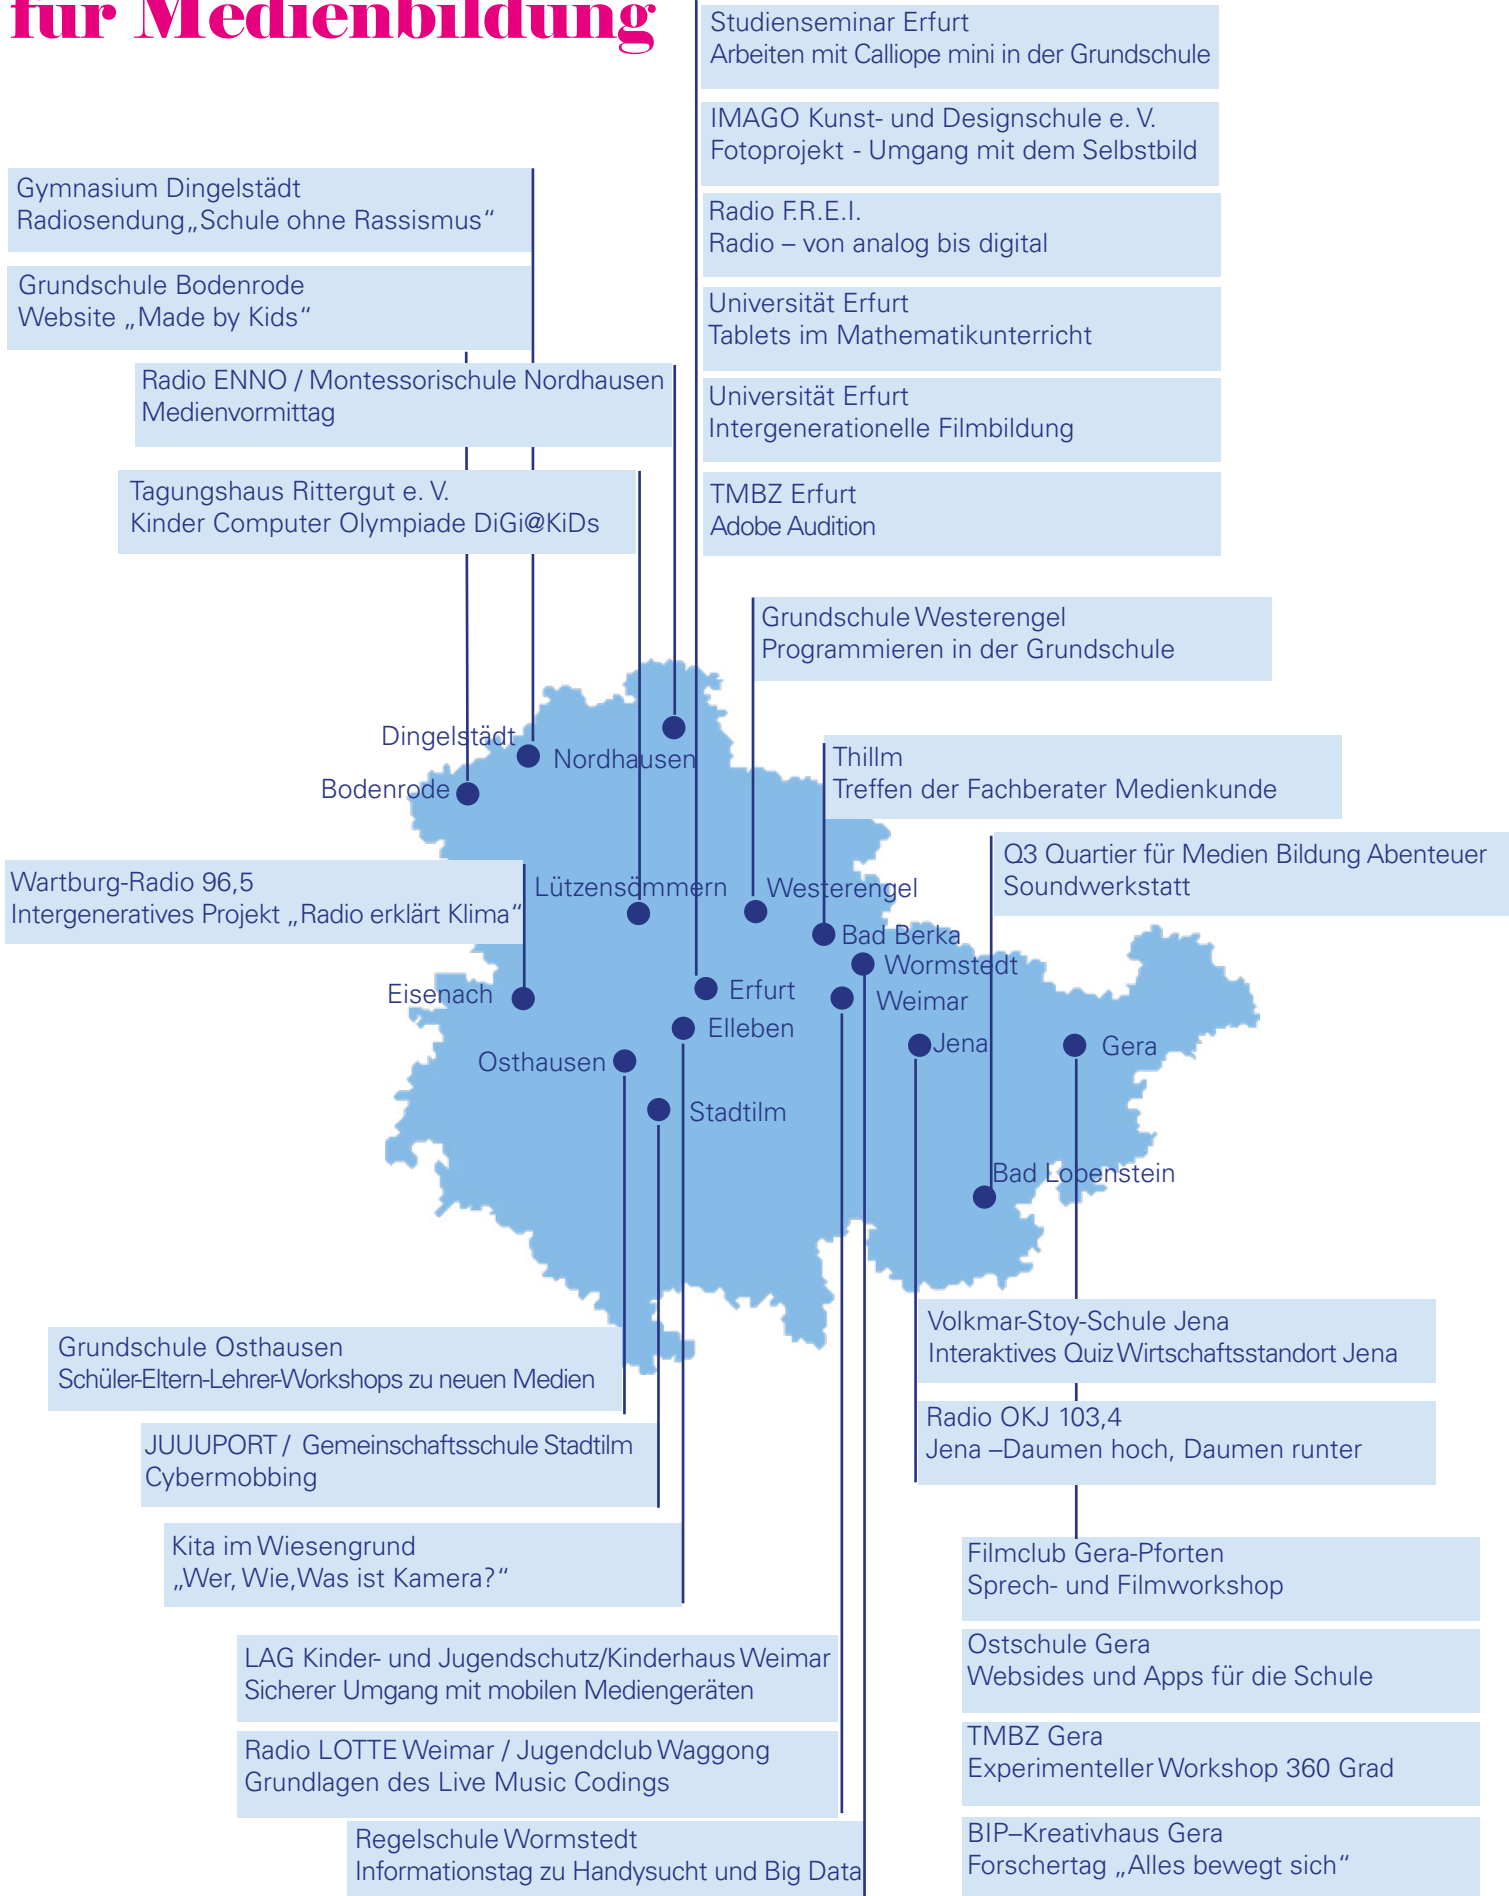 für Medienbildung
Studienseminar Erfurt
Arbeiten mit Calliope mini in der Grundschule
IMAGO Kunst- und Designschule e. V.
Fotoprojekt - Umgang mit dem Selbstbild
Radio F.R.E.I.
Radio – von analog bis digital
Universität Erfurt
Tablets im Mathematikunterricht
Universität Erfurt
Intergenerationelle Filmbildung
TMBZ Erfurt
Adobe Audition
Gymnasium Dingelstädt
Radiosendung „Schule ohne Rassismus“
Grundschule Bodenrode
Website „Made by Kids“
Radio ENNO / Montessorischule Nordhausen
Medienvormittag
Tagungshaus Rittergut e. V.
Kinder Computer Olympiade DiGi@KiDs
Grundschule Westerengel
Programmieren in der Grundschule
Thillm
Treffen der Fachberater Medienkunde
Q3 Quartier für Medien Bildung Abenteuer
Soundwerkstatt
Wartburg-Radio 96,5
Intergeneratives Projekt „Radio erklärt Klima“
Dingelstädt
Nordhausen
Bodenrode
Lützensömmern
Westerengel
Bad Berka
Wormstedt
Eisenach
Erfurt
Weimar
Elleben
Jena
Gera
Osthausen
Stadtilm
Bad Lobenstein
Grundschule Osthausen
Schüler-Eltern-Lehrer-Workshops zu neuen Medien
JUUUPORT / Gemeinschaftsschule Stadtilm
Cybermobbing
Kita im Wiesengrund
„Wer, Wie, Was ist Kamera?“
LAG Kinder- und Jugendschutz/Kinderhaus Weimar
Sicherer Umgang mit mobilen Mediengeräten
Radio LOTTE Weimar / Jugendclub Waggong
Grundlagen des Live Music Codings
Regelschule Wormstedt
Informationstag zu Handysucht und Big Data
Volkmar-Stoy-Schule Jena
Interaktives Quiz Wirtschaftsstandort Jena
Radio OKJ 103,4
Jena –Daumen hoch, Daumen runter
Filmclub Gera-Pforten
Sprech- und Filmworkshop
Ostschule Gera
Websides und Apps für die Schule
TMBZ Gera
Experimenteller Workshop 360 Grad
BIP–Kreativhaus Gera
Forschertag „Alles bewegt sich“